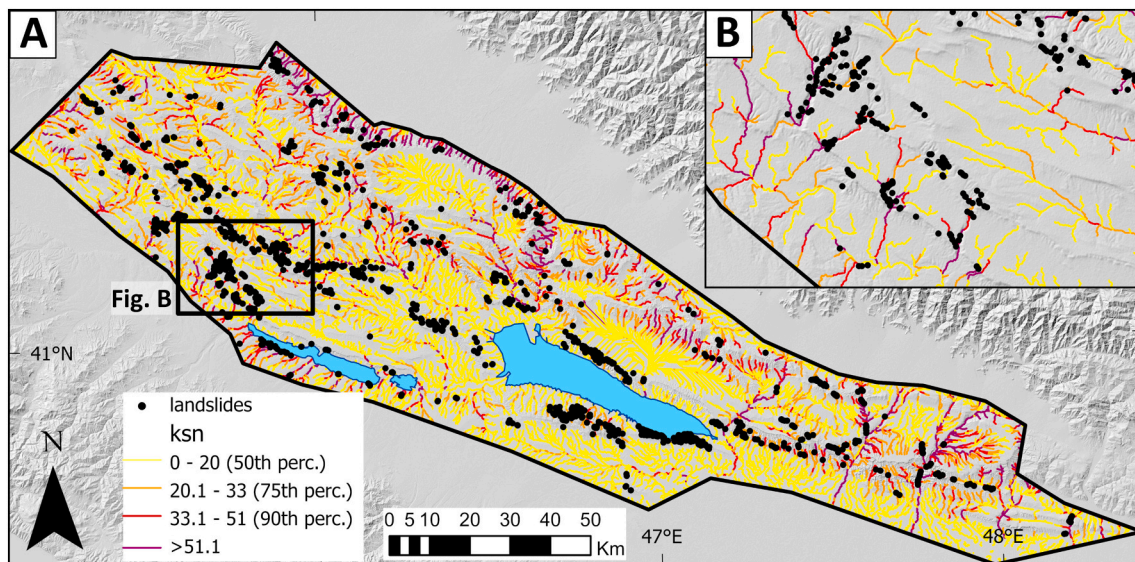 A
B
Fig. B
41°N
landslides
ksn
0 - 20 (50th perc.)
20.1 - 33 (75th perc.)
33.1 - 51 (90th perc.)
>51.1
N
0 5 10 20 30 40 50
Km
47°E
48°E